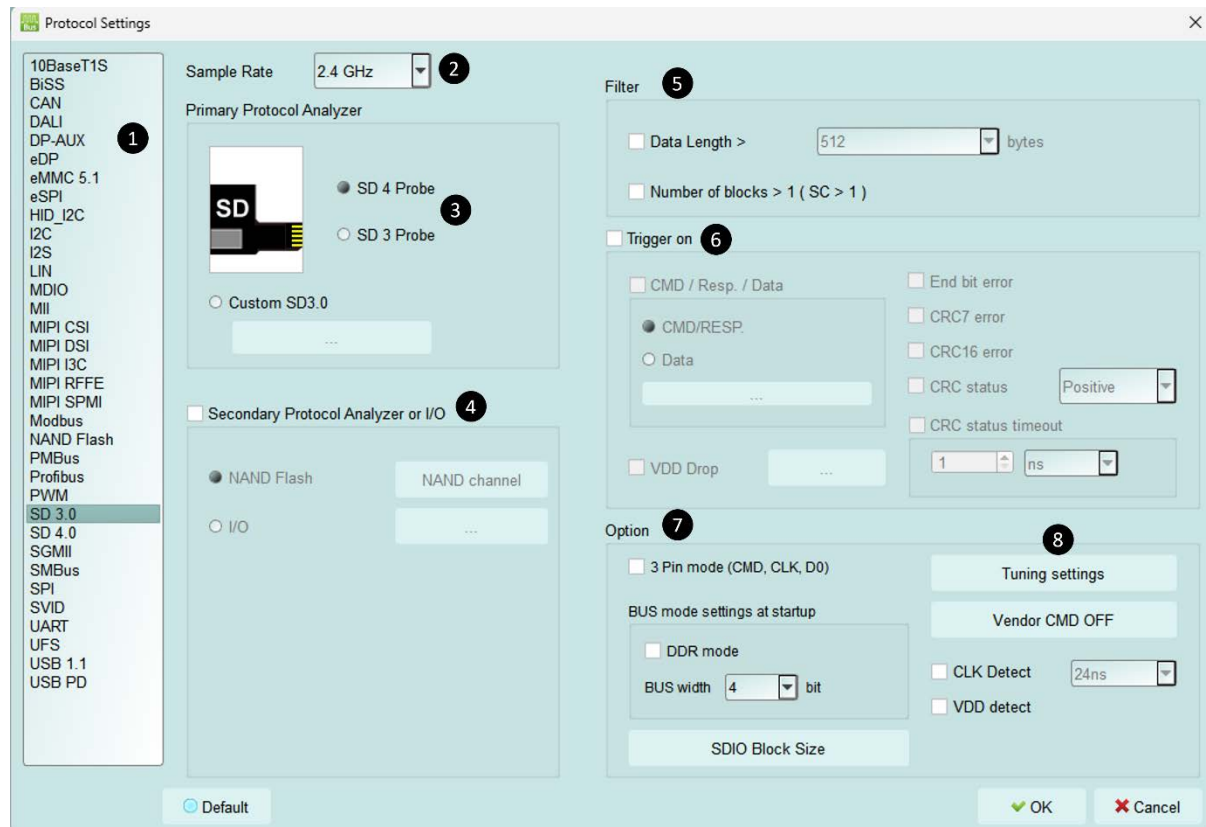 Bus
Protocol Settings
10BaseT1S
BiSS
CAN
DALI
DP-AUX
eDP
eMMC 5.1
eSPI
HID_I2C
I2C
I2S
LIN
MDIO
MII
MIPI CSI
MIPI DSI
MIPI I3C
MIPI RFFE
MIPI SPMI
Modbus
NAND Flash
PMBus
Profibus
PWM
SD 3.0
SD 4.0
SGMII
SMBus
SPI
SVID
UART
UFS
USB 1.1
USB PD
1
Sample Rate 2.4 GHz 2
Primary Protocol Analyzer
SD
SD 4 Probe
3
SD 3 Probe
Custom SD3.0
...
Secondary Protocol Analyzer or I/O 4
NAND Flash NAND channel
I/O ...
Filter 5
Data Length > 512 bytes
Number of blocks > 1 ( SC > 1 )
Trigger on 6
CMD / Resp. / Data
CMD/RESP.
Data
...
VDD Drop ...
End bit error
CRC7 error
CRC16 error
CRC status Positive
CRC status timeout
1 ns
Option 7
3 Pin mode (CMD, CLK, D0)
BUS mode settings at startup
DDR mode
BUS width 4 bit
SDIO Block Size
8
Tuning settings
Vendor CMD OFF
CLK Detect 24ns
VDD detect
Default
OK
Cancel